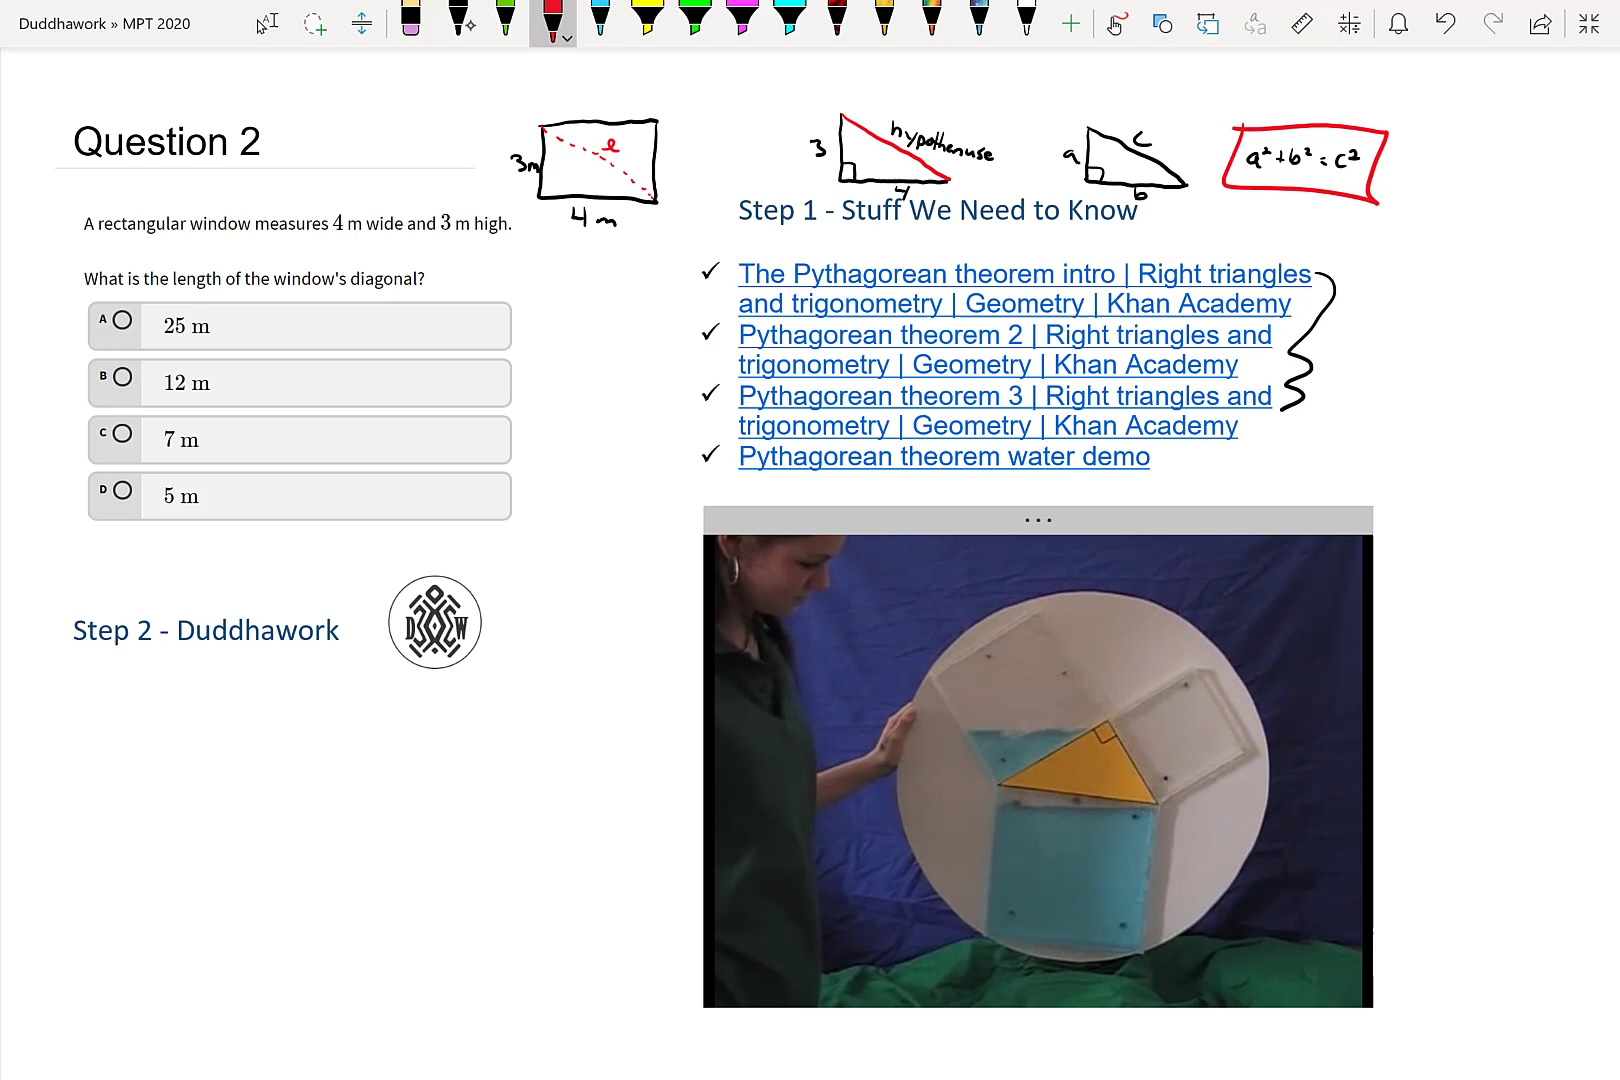 Duddhawork » MPT 2020
Question 2
3m
e
4 m
3
hypothenuse
4
a
c
b
a² + b² = c²
A rectangular window measures 4 m wide and 3 m high.
What is the length of the window's diagonal?
A 25 m
B 12 m
C 7 m
D 5 m
Step 1 - Stuff We Need to Know
✓ The Pythagorean theorem intro | Right triangles
and trigonometry | Geometry | Khan Academy
✓ Pythagorean theorem 2 | Right triangles and
trigonometry | Geometry | Khan Academy
✓ Pythagorean theorem 3 | Right triangles and
trigonometry | Geometry | Khan Academy
✓ Pythagorean theorem water demo
...
Step 2 - Duddhawork
D W